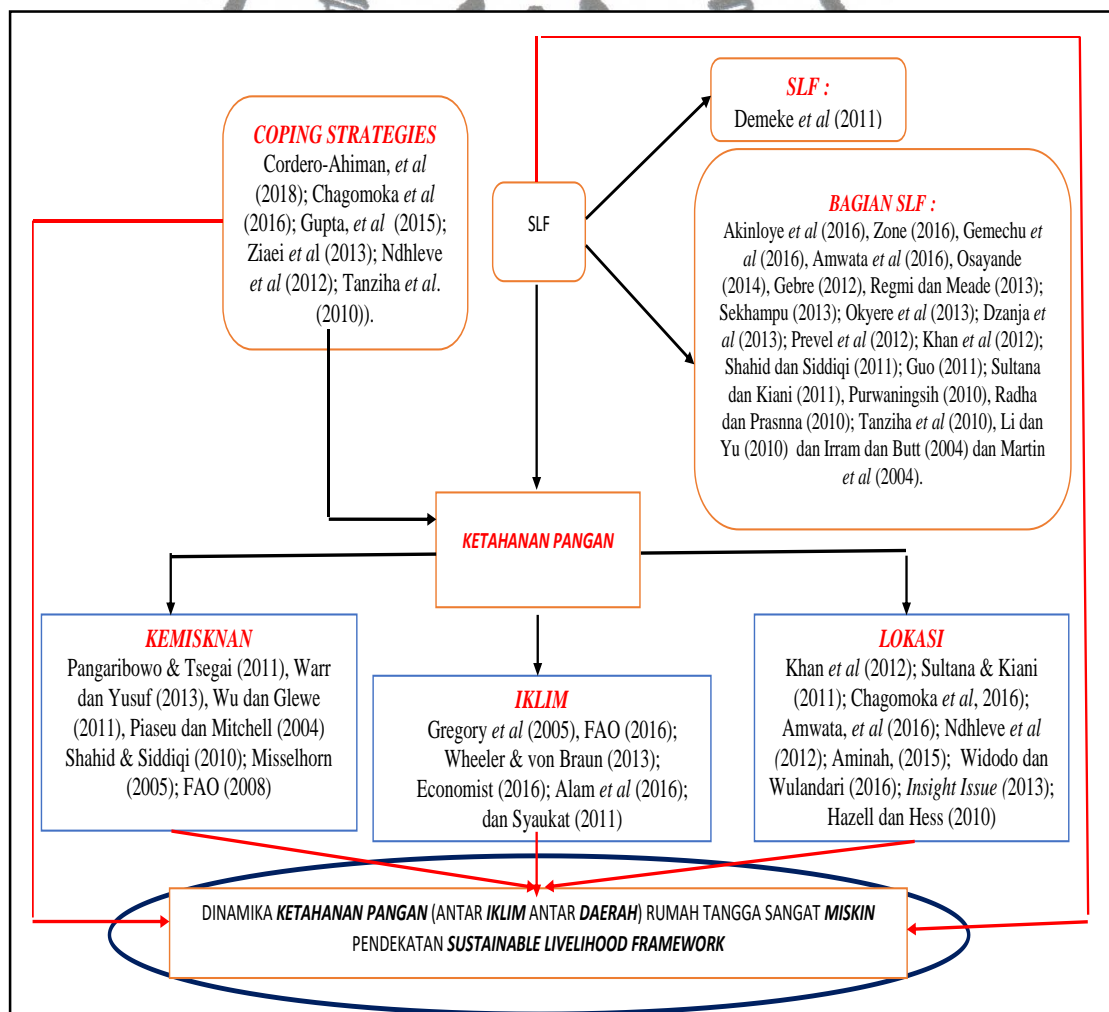 COPING STRATEGIES
Cordero-Ahiman, et al
(2018); Chagomoka et al
(2016); Gupta, et al (2015);
Ziaei et al (2013); Ndhleve
et al (2012); Tanziha et al.
(2010)).
SLF
SLF :
Demeke et al (2011)
BAGIAN SLF :
Akinloye et al (2016), Zone (2016), Gemechu et
al (2016), Amwata et al (2016), Osayande
(2014), Gebre (2012), Regmi dan Meade (2013);
Sekhampu (2013); Okyere et al (2013); Dzanja et
al (2013); Prevel et al (2012); Khan et al (2012);
Shahid dan Siddiqi (2011); Guo (2011); Sultana
dan Kiani (2011), Purwaningsih (2010), Radha
dan Prasnna (2010); Tanziha et al (2010), Li dan
Yu (2010) dan Irram dan Butt (2004) dan Martin
et al (2004).
KETAHANAN PANGAN
KEMISKNAN
Pangaribowo & Tsegai (2011), Warr
dan Yusuf (2013), Wu dan Glewe
(2011), Piaseu dan Mitchell (2004)
Shahid & Siddiqi (2010); Misselhorn
(2005); FAO (2008)
IKLIM
Gregory et al (2005), FAO (2016);
Wheeler & von Braun (2013);
Economist (2016); Alam et al (2016);
dan Syaukat (2011)
LOKASI
Khan et al (2012); Sultana & Kiani
(2011); Chagomoka et al, 2016);
Amwata, et al (2016); Ndhleve et al
(2012); Aminah, (2015); Widodo dan
Wulandari (2016); Insight Issue (2013);
Hazell dan Hess (2010)
DINAMIKA KETAHANAN PANGAN (ANTAR IKLIM ANTAR DAERAH) RUMAH TANGGA SANGAT MISKIN
PENDEKATAN SUSTAINABLE LIVELIHOOD FRAMEWORK